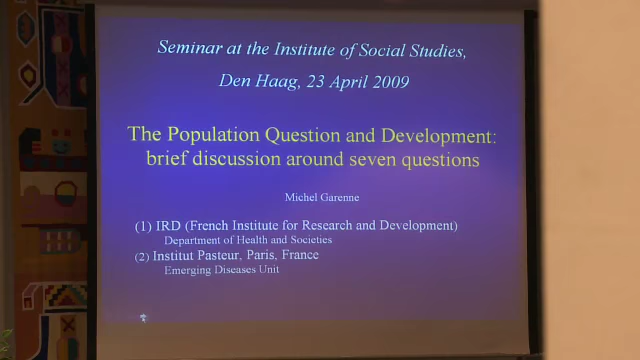 Seminar at the Institute of Social Studies,
Den Haag, 23 April 2009
The Population Question and Development:
brief discussion around seven questions
Michel Garenne
(1) IRD (French Institute for Research and Development)
Department of Health and Societies
(2) Institut Pasteur, Paris, France
Emerging Diseases Unit